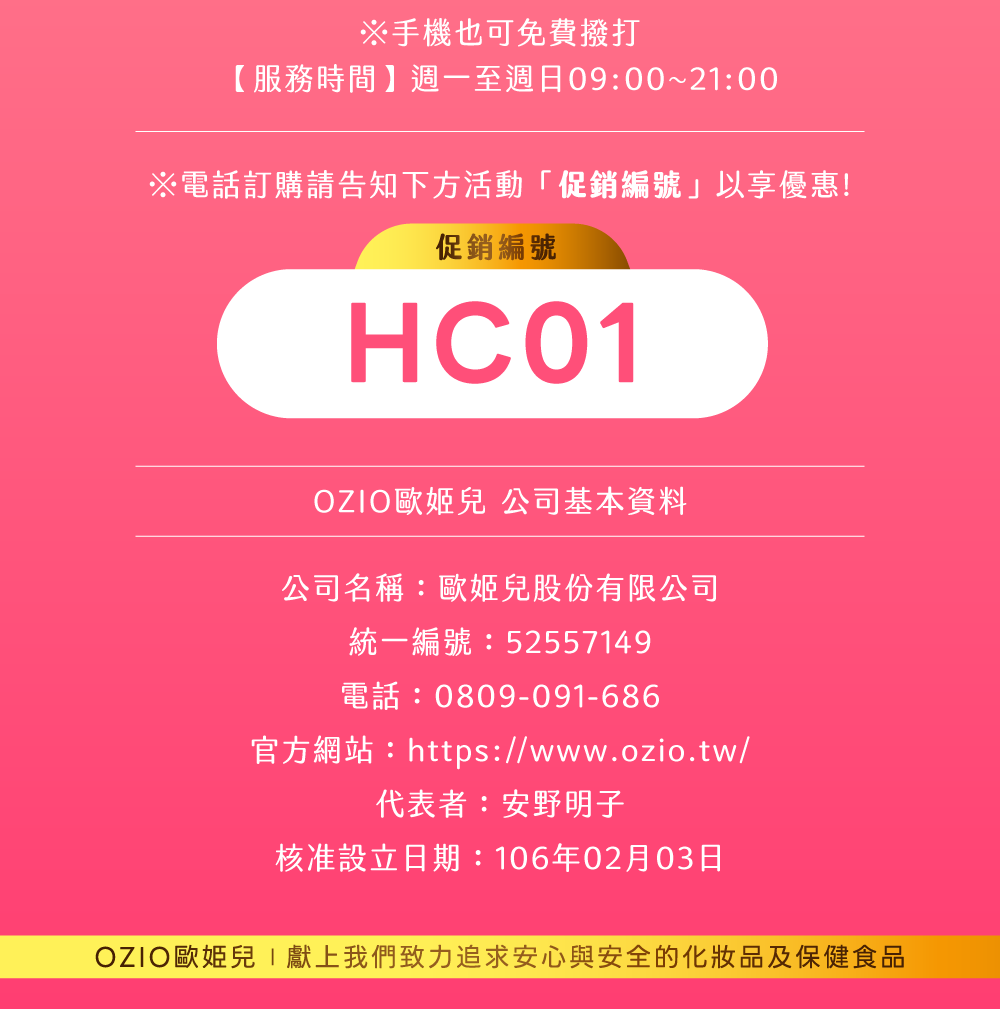 ※手機也可免費撥打
【服務時間】週一至週日09:00~21:00
※電話訂購請告知下方活動「促銷編號」以享優惠!
促銷編號
HC01
OZIO歐姬兒 公司基本資料
公司名稱：歐姬兒股份有限公司
統一編號：52557149
電話：0809-091-686
官方網站：https://www.ozio.tw/
代表者：安野明子
核准設立日期：106年02月03日
OZIO歐姬兒 | 獻上我們致力追求安心與安全的化妝品及保健食品